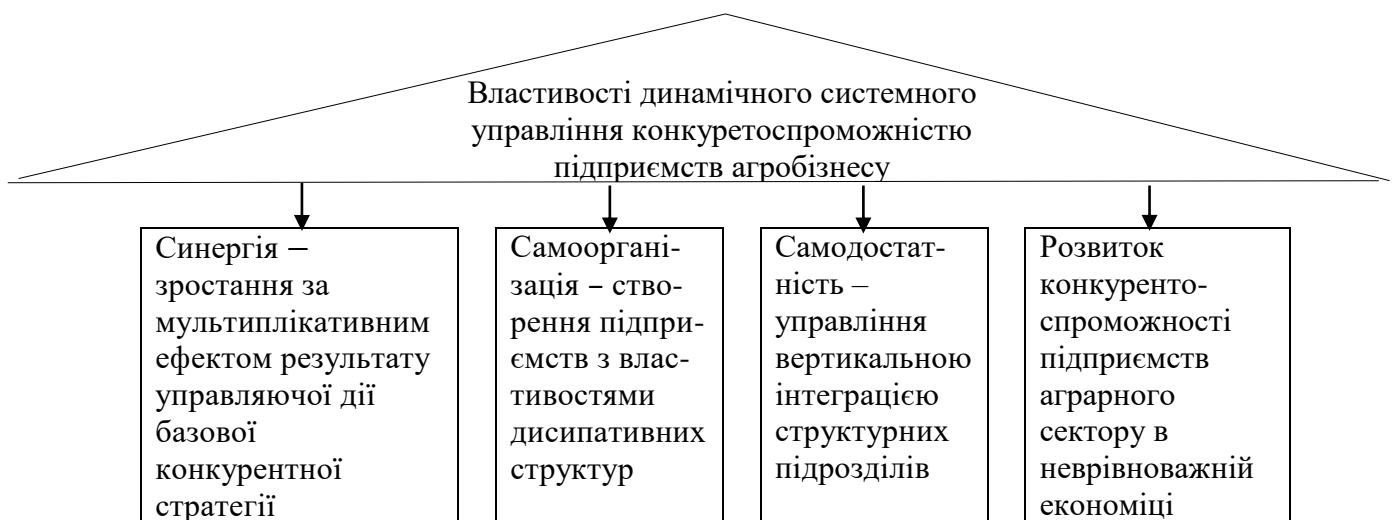 Властивості динамічного системного
управління конкуретоспроможністю
підприємств агробізнесу
Синергія –
зростання за
мультиплікативним
ефектом результату
управляючої дії
базової
конкурентної
стратегії
Самооргані-
зація – ство-
рення підпри-
ємств з влас-
тивостями
дисипативних
структур
Самодостат-
ність –
управління
вертикальною
інтеграцією
структурних
підрозділів
Розвиток
конкуренто-
спроможності
підприємств
аграрного
сектору в
неврівноважній
економіці